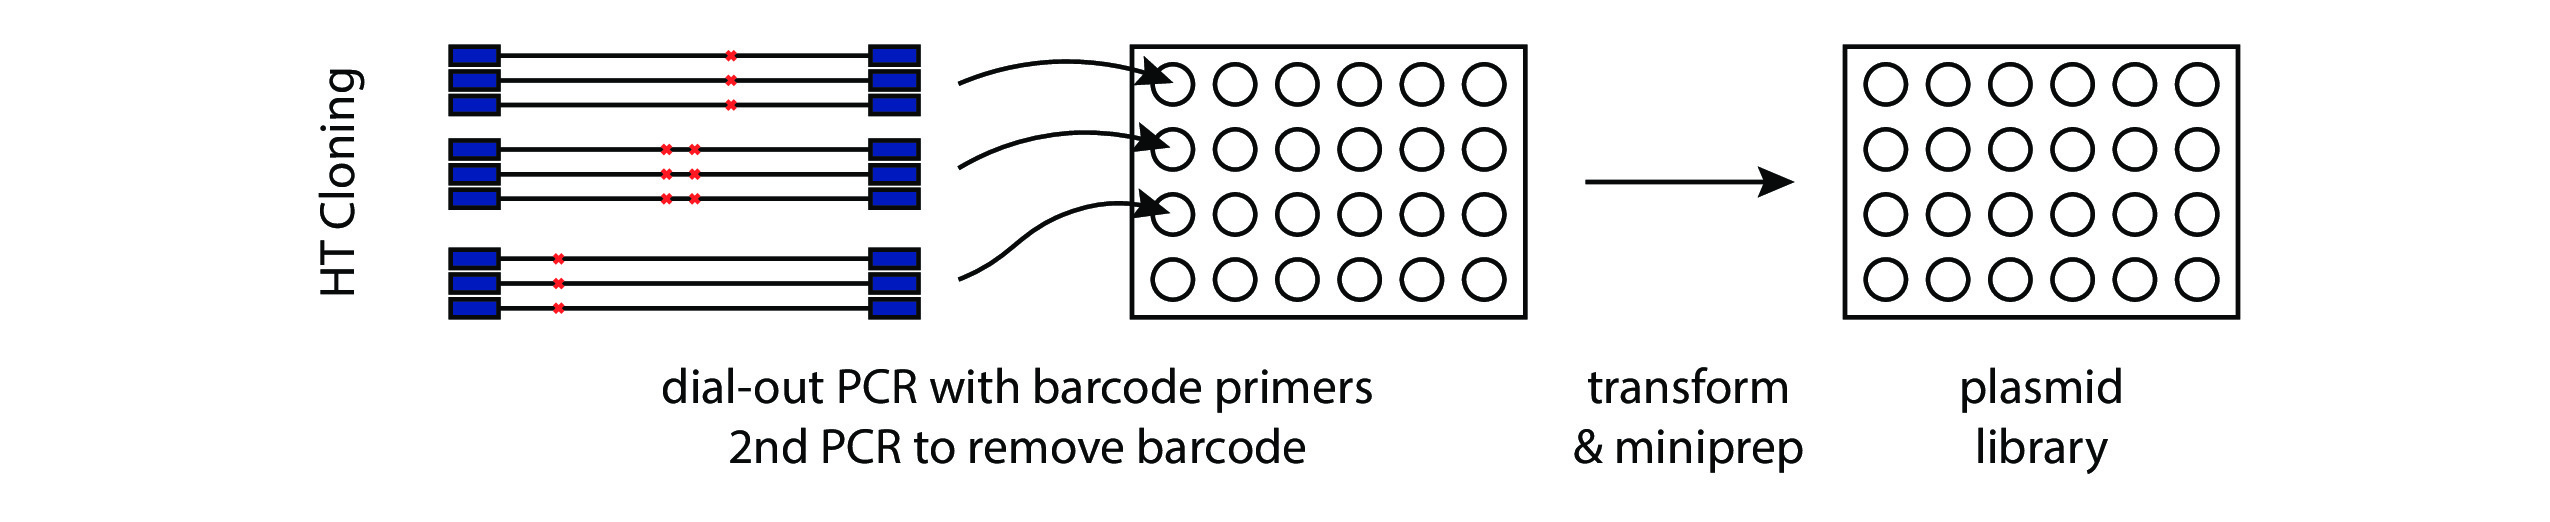 HT Cloning
dial-out PCR with barcode primers
2nd PCR to remove barcode
transform
& miniprep
plasmid
library